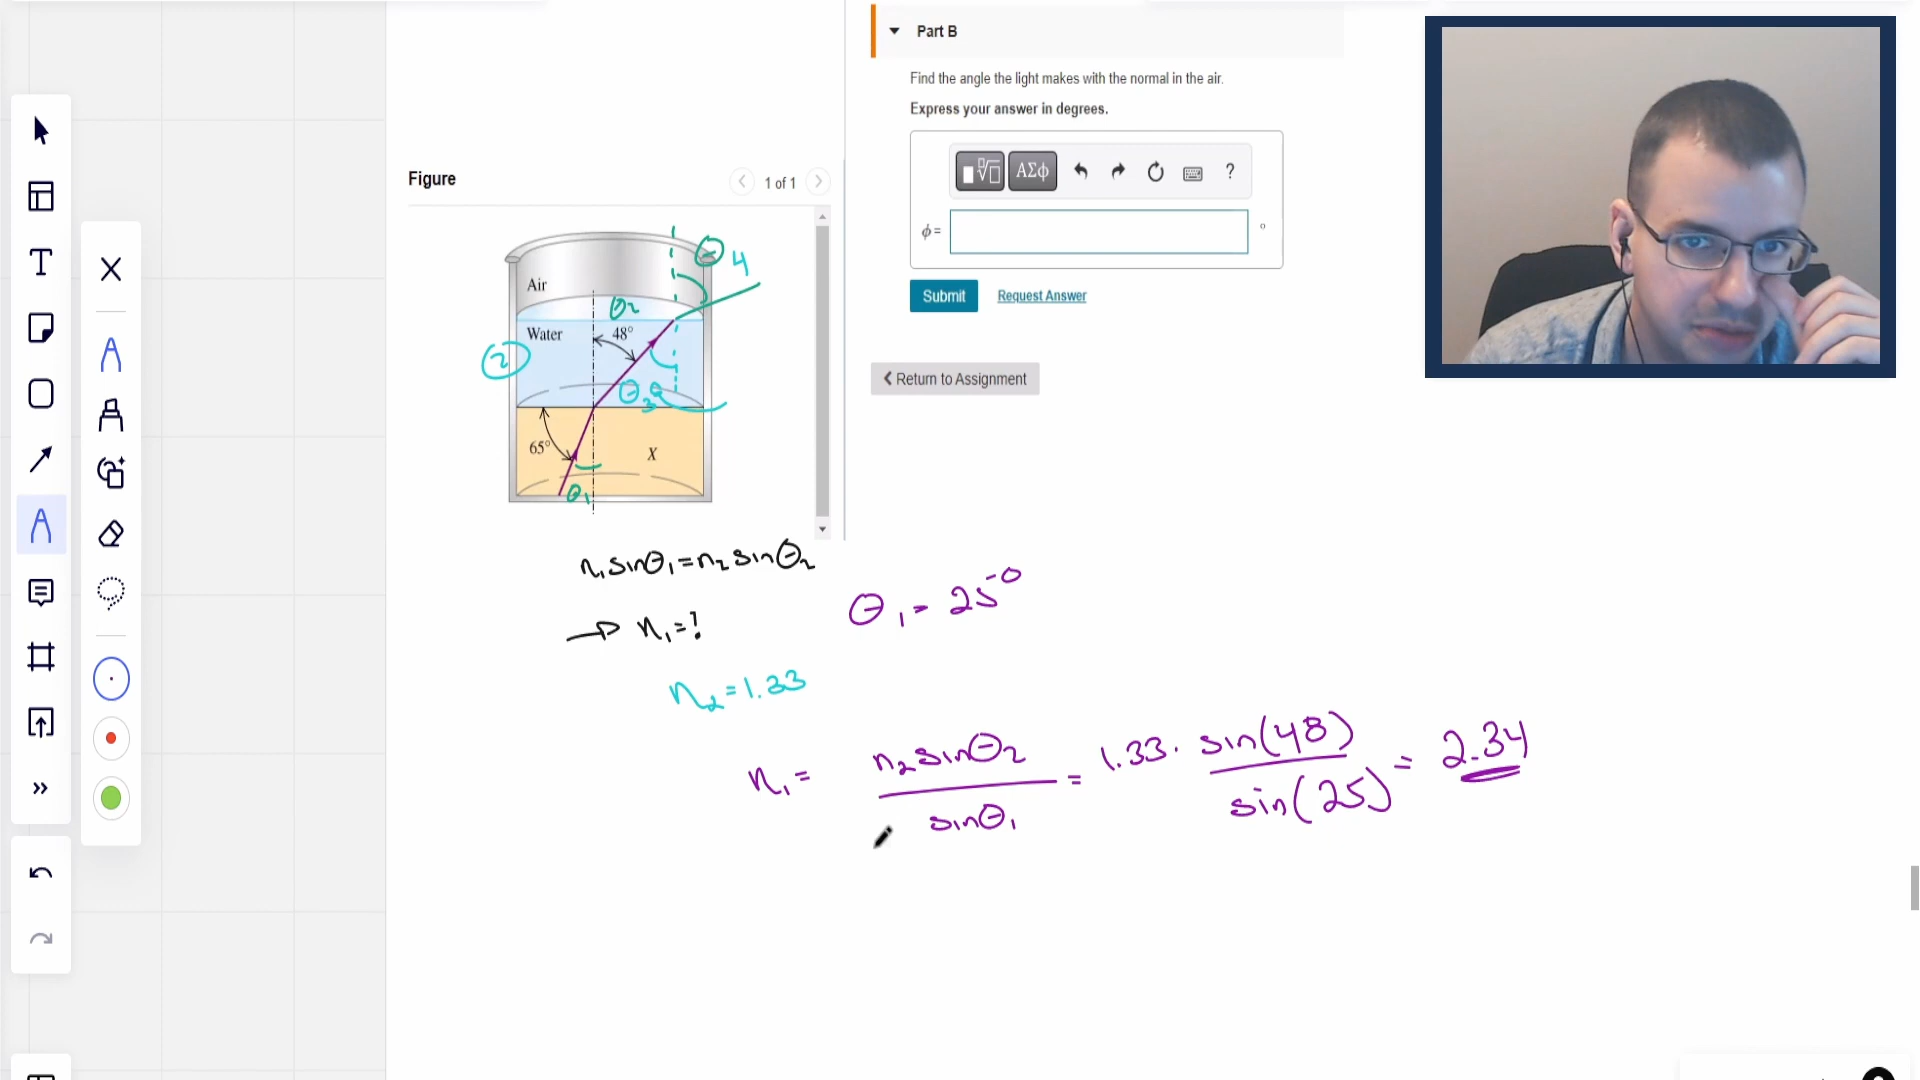 Part B
Find the angle the light makes with the normal in the air.
Express your answer in degrees.
ΑΣϕ
?
ϕ =
°
Submit Request Answer
Return to Assignment
Figure
1 of 1
Air
Water
48°
65°
X
θ₂
θ₄
②
θ₃
θ₁
n₁sinθ₁=n₂sinθ₂
→ n₁=?
θ₁ = 25°
n₂=1.33
n₁ = n₂sinθ₂ / sinθ₁ = 1.33 · sin(48) / sin(25) = 2.34
T